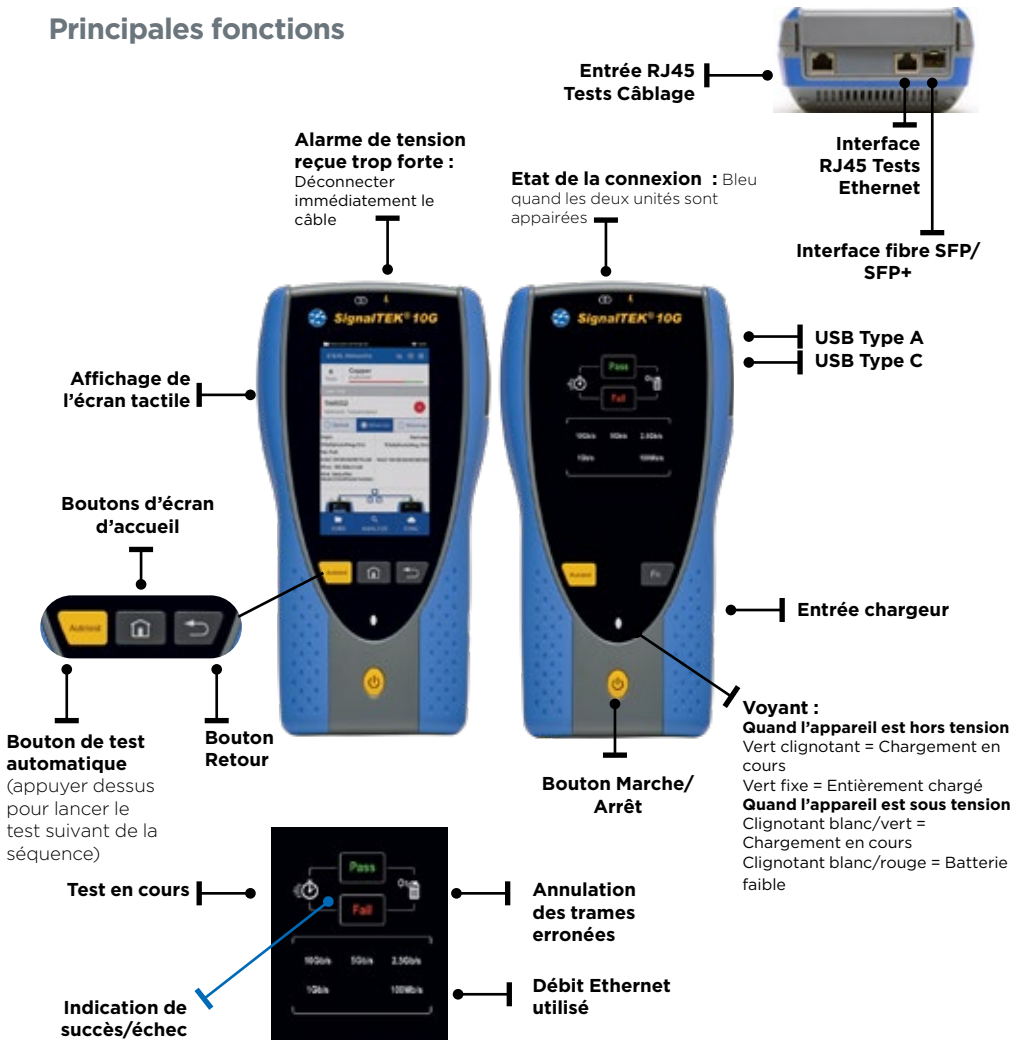 Principales fonctions
Entrée RJ45
Tests Câblage
Interface
RJ45 Tests
Ethernet
Interface fibre SFP/
SFP+
Alarme de tension
reçue trop forte :
Déconnecter
immédiatement le
câble
Etat de la connexion : Bleu
quand les deux unités sont
appairées
SignalTEK® 10G
Copper
Autotest
SignalTEK® 10G
Pass
Fail
10Gb/s 5Gb/s 2.5Gb/s
1Gb/s 100Mb/s
Autotest
Fn
USB Type A
USB Type C
Affichage de
l'écran tactile
Boutons d'écran
d'accueil
Autotest
Entrée chargeur
Bouton de test
automatique
(appuyer dessus
pour lancer le
test suivant de la
séquence)
Bouton
Retour
Bouton Marche/
Arrêt
Voyant :
Quand l'appareil est hors tension
Vert clignotant = Chargement en
cours
Vert fixe = Entièrement chargé
Quand l'appareil est sous tension
Clignotant blanc/vert =
Chargement en cours
Clignotant blanc/rouge = Batterie
faible
Test en cours
Pass
Fail
10Gb/s 5Gb/s 2.5Gb/s
1Gb/s 100Mb/s
Annulation
des trames
erronées
Débit Ethernet
utilisé
Indication de
succès/échec